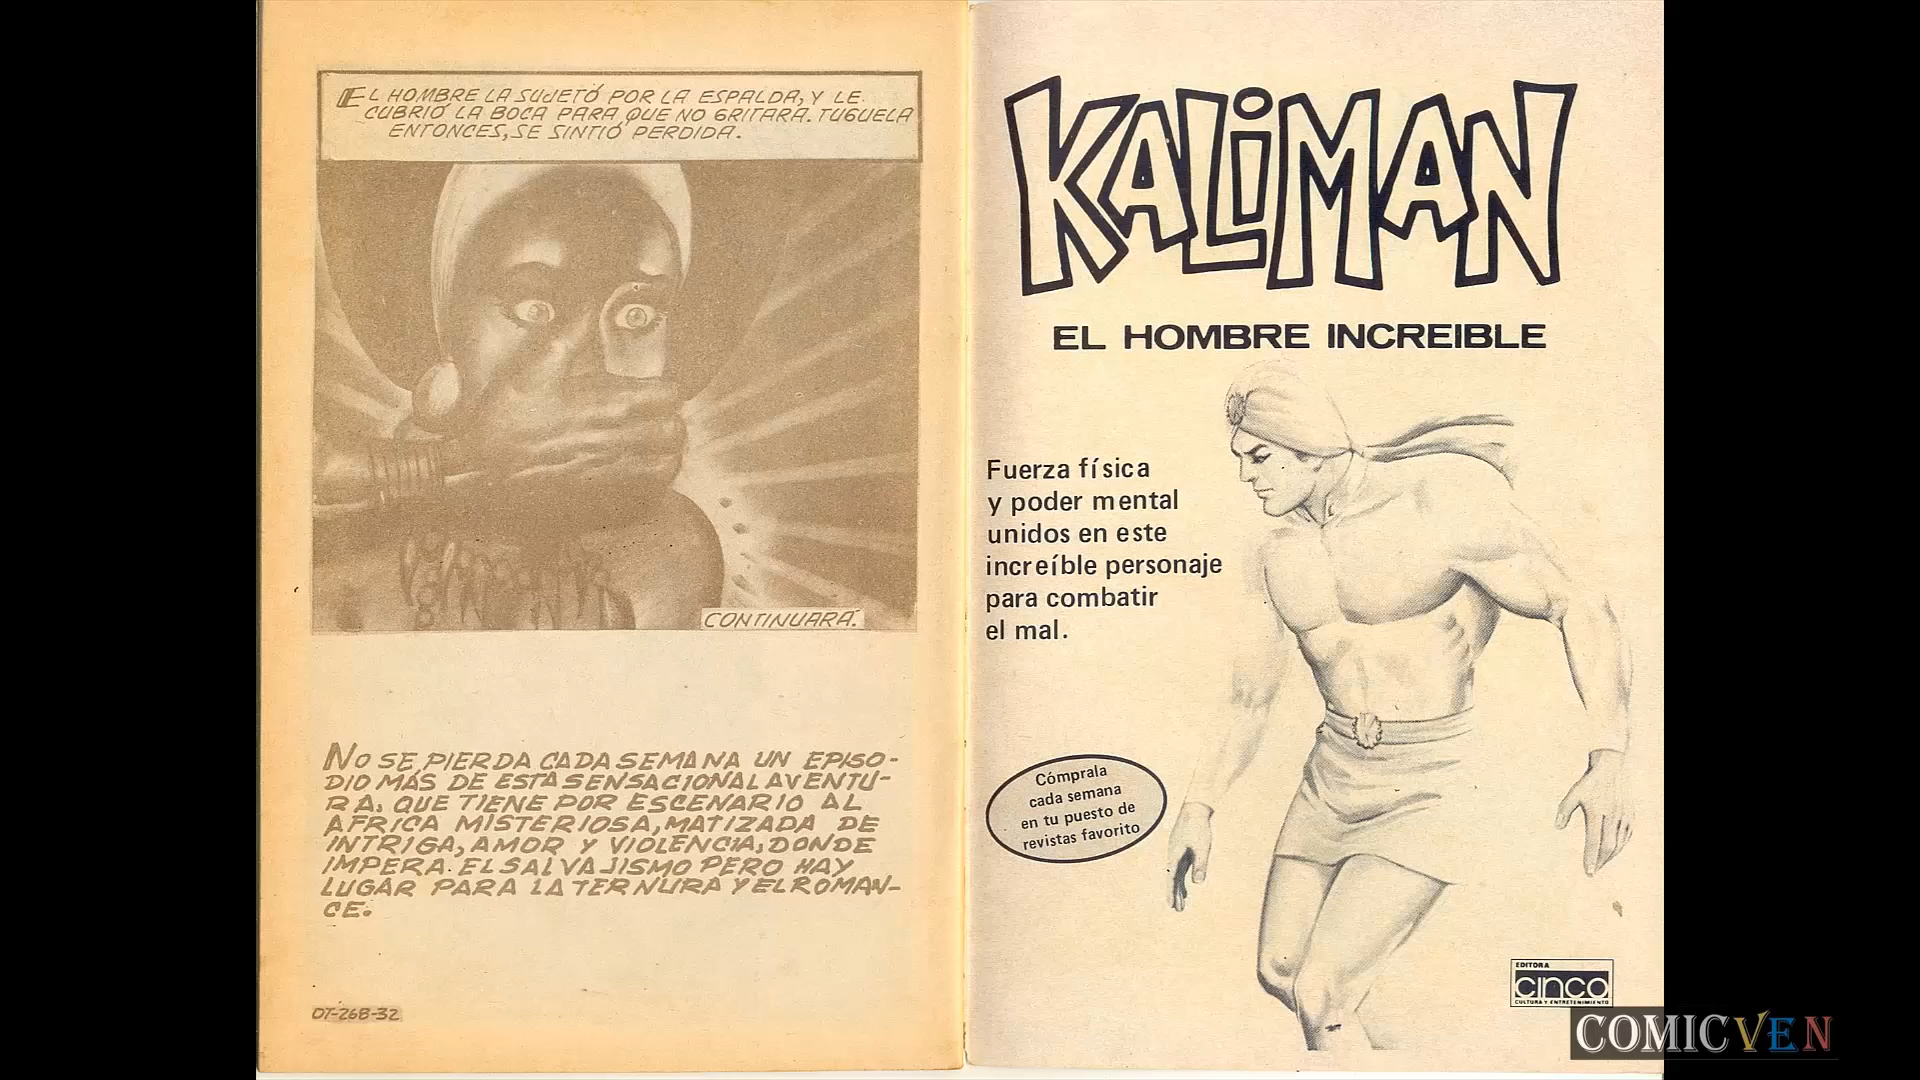 EL HOMBRE LA SUJETÓ POR LA ESPALDA, Y LE
CUBRIÓ LA BOCA PARA QUE NO GRITARA. TUGUELA
ENTONCES, SE SINTIÓ PERDIDA.
CONTINUARÁ.
NO SE PIERDA CADA SEMANA UN EPISO-
DIO MÁS DE ESTA SENSACIONAL AVENTU-
RA, QUE TIENE POR ESCENARIO AL
AFRICA MISTERIOSA, MATIZADA DE
INTRIGA, AMOR Y VIOLENCIA, DONDE
IMPERA EL SALVAJISMO PERO HAY
LUGAR PARA LA TERNURA Y EL ROMAN-
CE.
OT-268-32
KALIMAN
EL HOMBRE INCREIBLE
Fuerza física
y poder mental
unidos en este
increíble personaje
para combatir
el mal.
Cómprala
cada semana
en tu puesto de
revistas favorito
EDITORA
cinco
CULTURA Y ENTRETENIMIENTO
COMICVEN